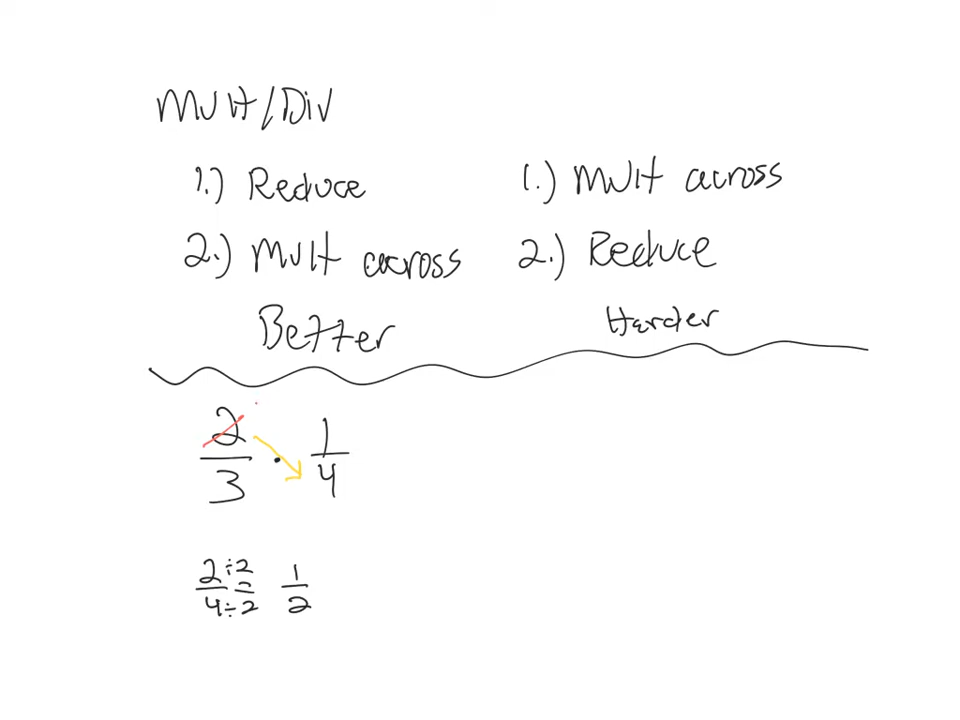 Mult/Div
1.) Reduce
2.) Mult across
Better
1.) Mult across
2.) Reduce
Harder
2/3 · 1/4
2÷2/4÷2 = 1/2